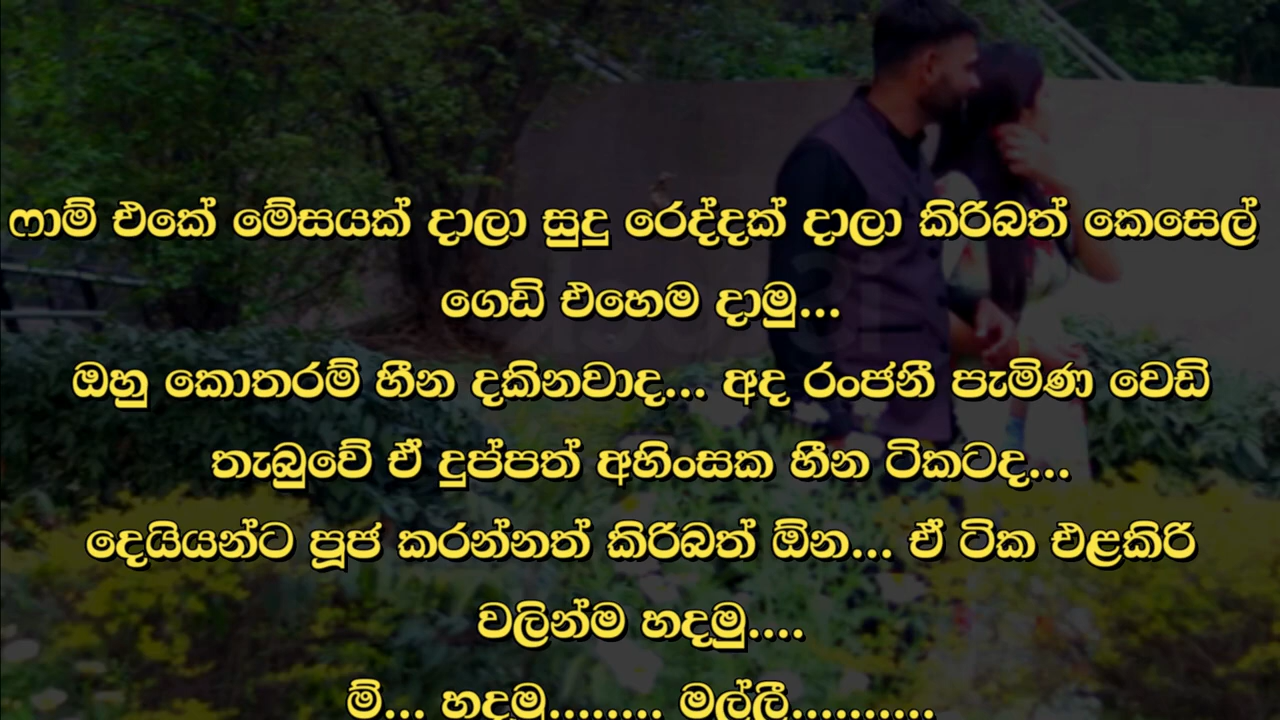 ෆාම් එකේ මේසයක් දාලා සුදු රෙද්දක් දාලා කිරිබත් කෙසෙල්
ගෙඩි එහෙම දාමු...
ඔහු කොතරම් හීන දකිනවාද... අද රංජනී පැමිණ වෙඩි
තැබුවේ ඒ දුප්පත් අහිංසක හීන ටිකටද...
දෙයියන්ට පූජ කරන්නත් කිරිබත් ඕන... ඒ ටික එළකිරි
වලින්ම හදමු....
ම්... හදමු........ මල්ලී..........